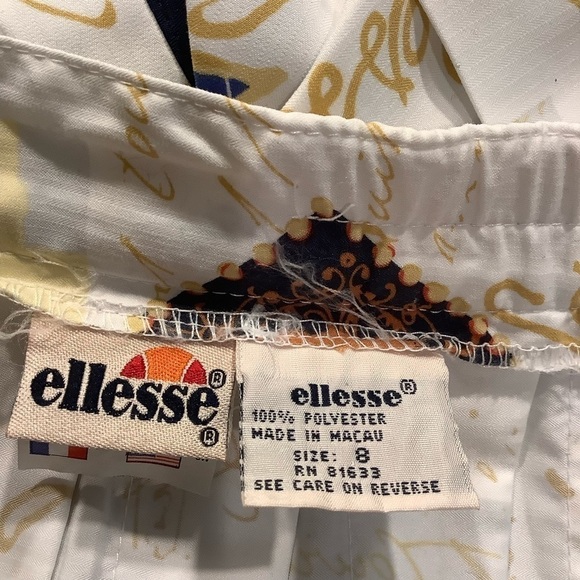 ellesse®
®
ellesse®
100% POLYESTER
MADE IN MACAU
SIZE: 8
RN 81633
SEE CARE ON REVERSE